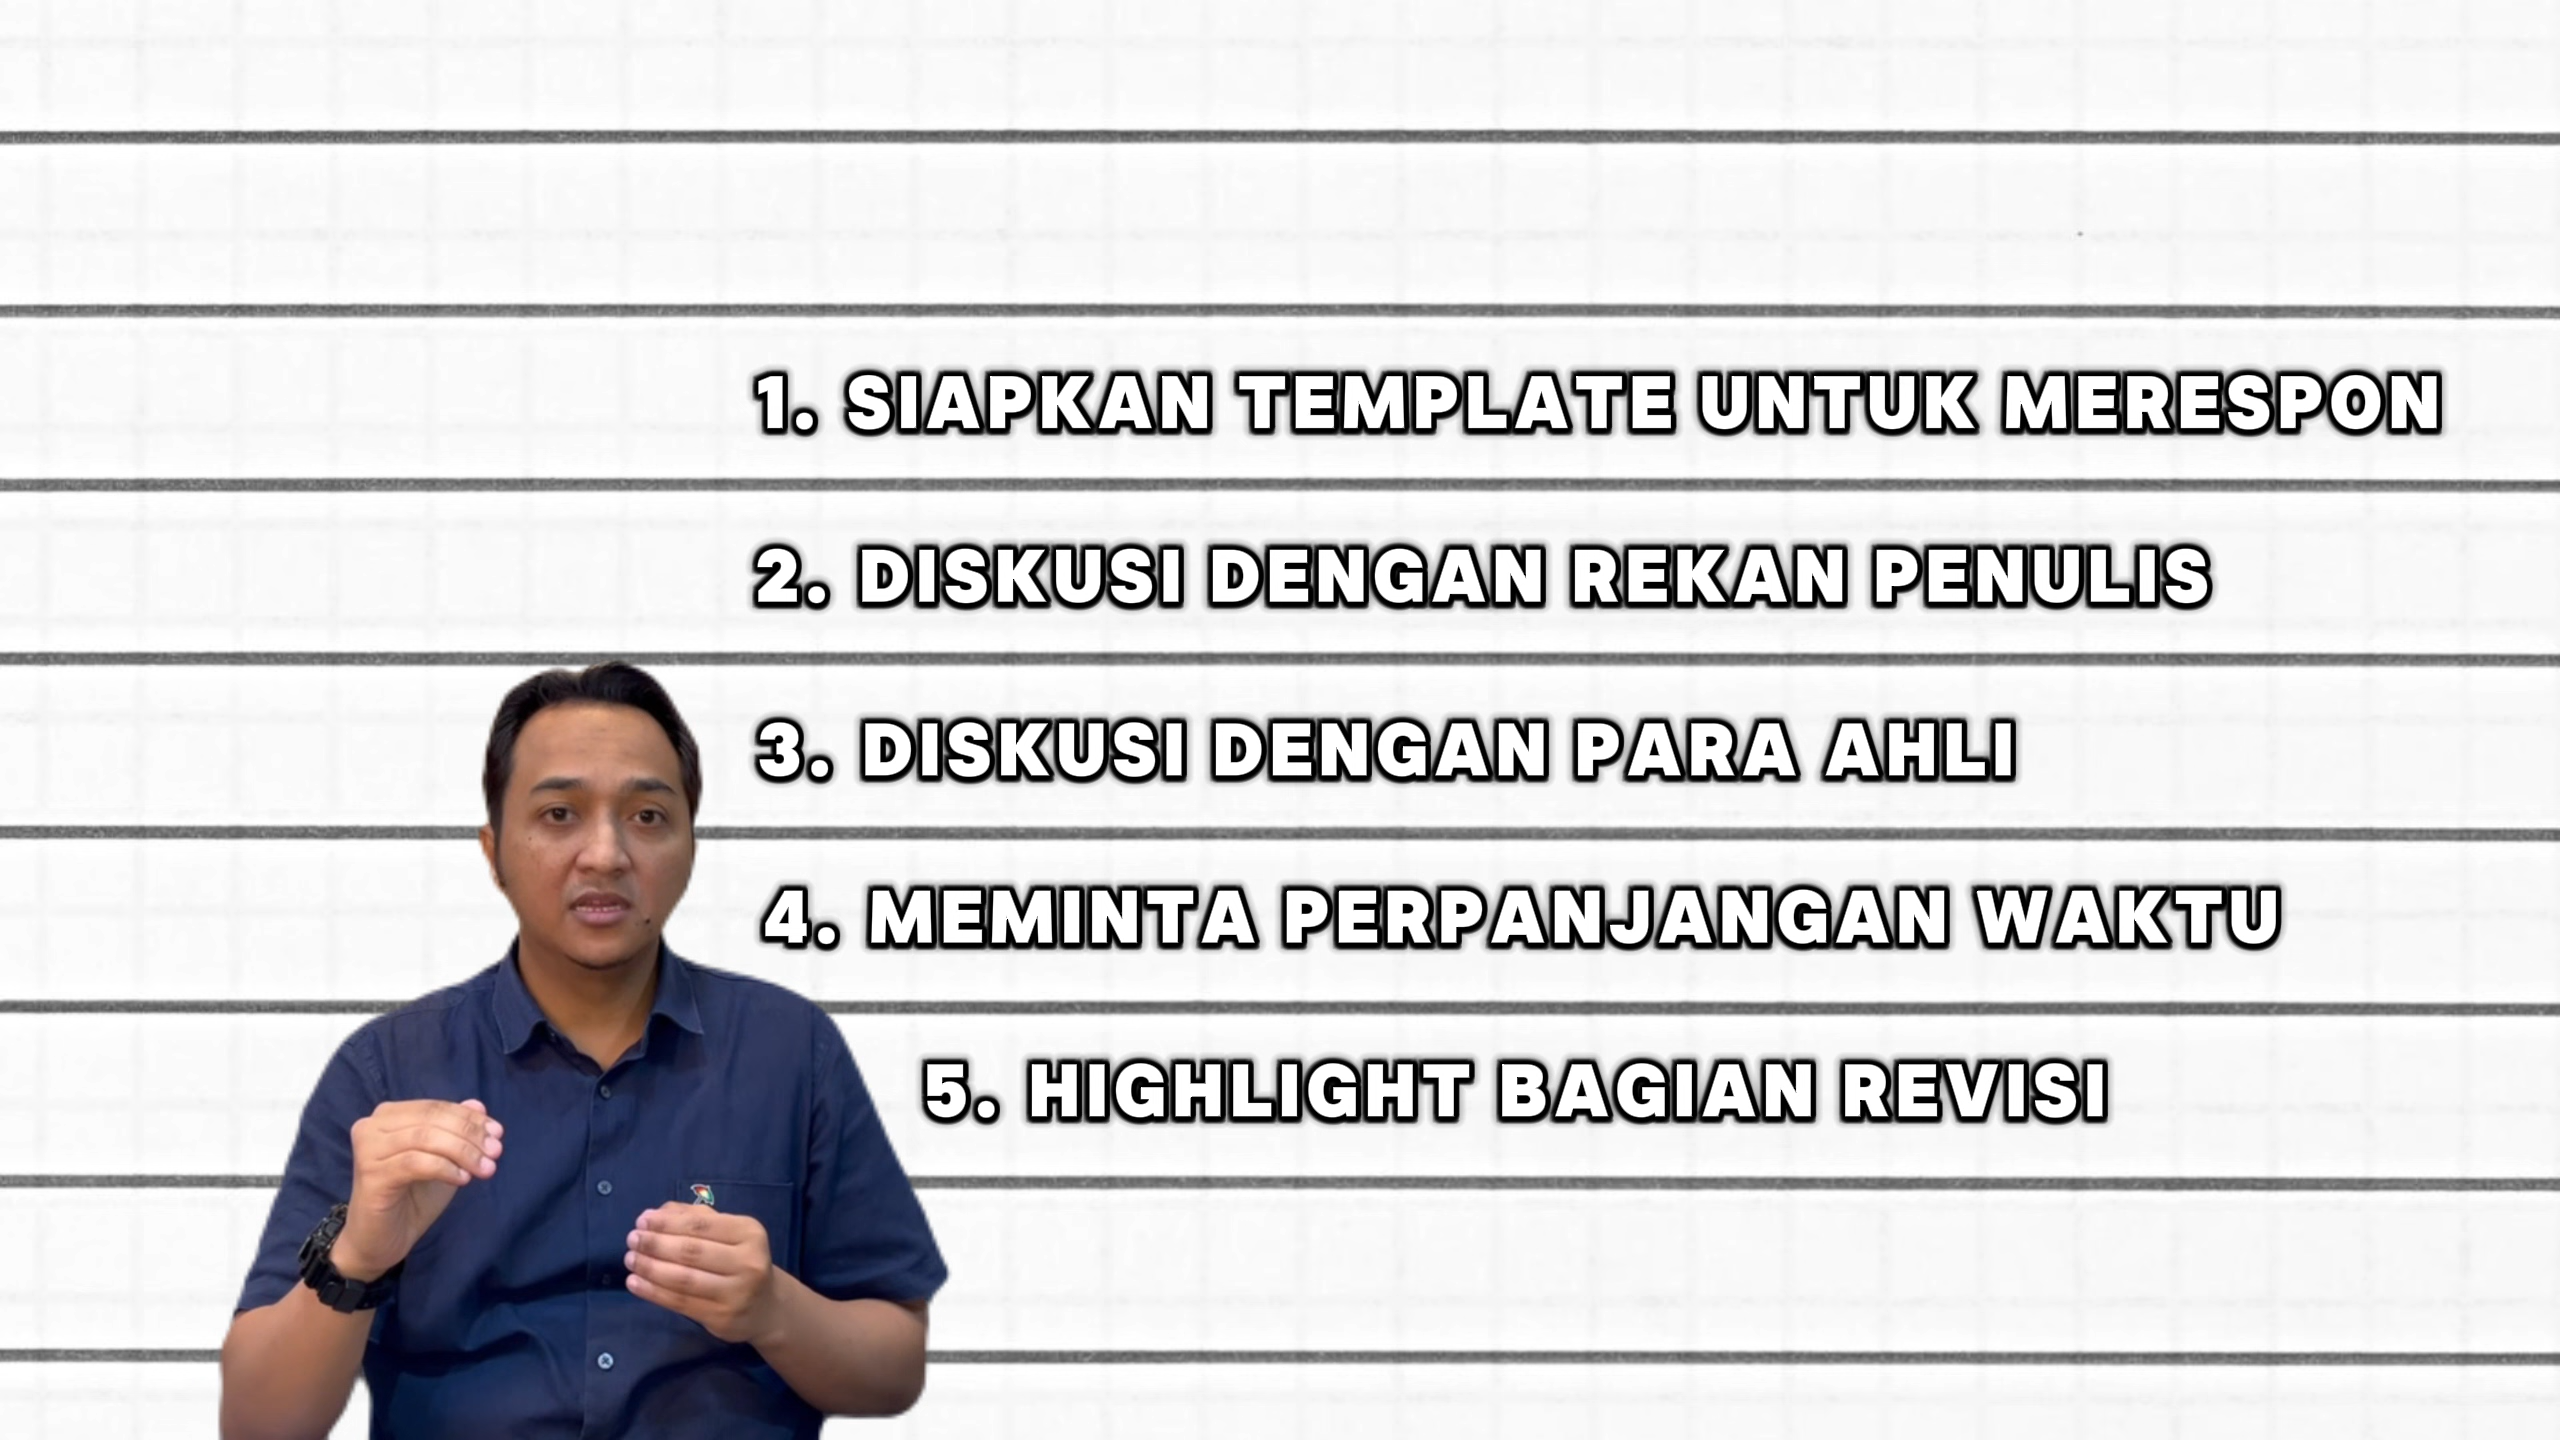 1. SIAPKAN TEMPLATE UNTUK MERESPON
2. DISKUSI DENGAN REKAN PENULIS
3. DISKUSI DENGAN PARA AHLI
4. MEMINTA PERPANJANGAN WAKTU
5. HIGHLIGHT BAGIAN REVISI